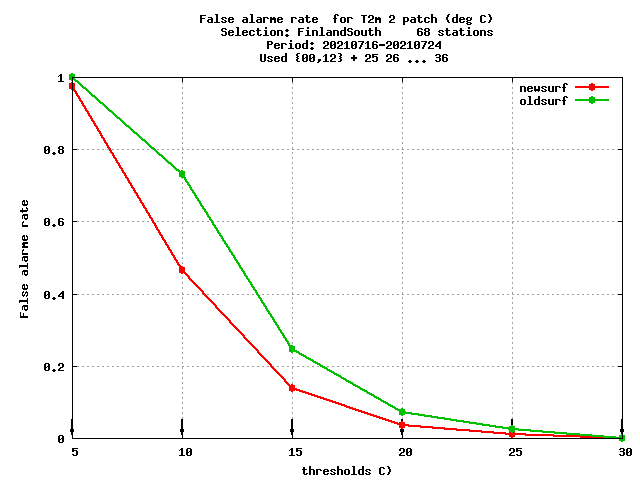 False alarme rate  for T2m 2 patch (deg C)
Selection: FinlandSouth     68 stations
Period: 20210716-20210724
Used {00,12} + 25 26 ... 36
newsurf
oldsurf
1
0.8
0.6
0.4
0.2
0
False alarme rate
5 10 15 20 25 30
thresholds C)